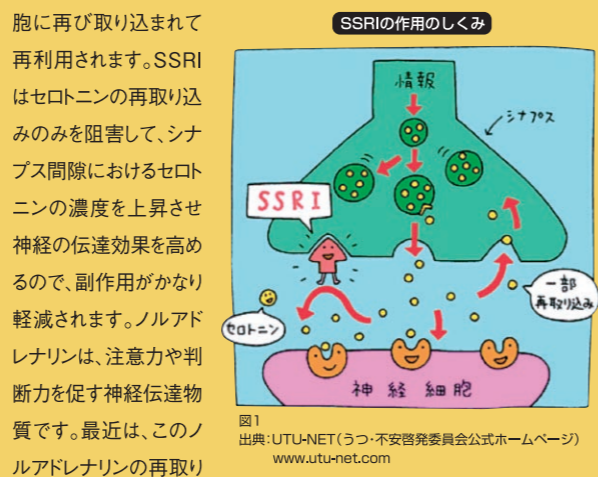 胞に再び取り込まれて
再利用されます。SSRI
はセロトニンの再取り込
みのみを阻害して、シナ
プス間隙におけるセロト
ニンの濃度を上昇させ
神経の伝達効果を高め
るので、副作用がかなり
軽減されます。ノルアド
レナリンは、注意力や判
断力を促す神経伝達物
質です。最近は、このノ
ルアドレナリンの再取り
SSRIの作用のしくみ
情報
シナプス
SSRI
一部
再取り込み
セロトニン
神経細胞
図1
出典:UTU-NET(うつ・不安啓発委員会公式ホームページ)
www.utu-net.com